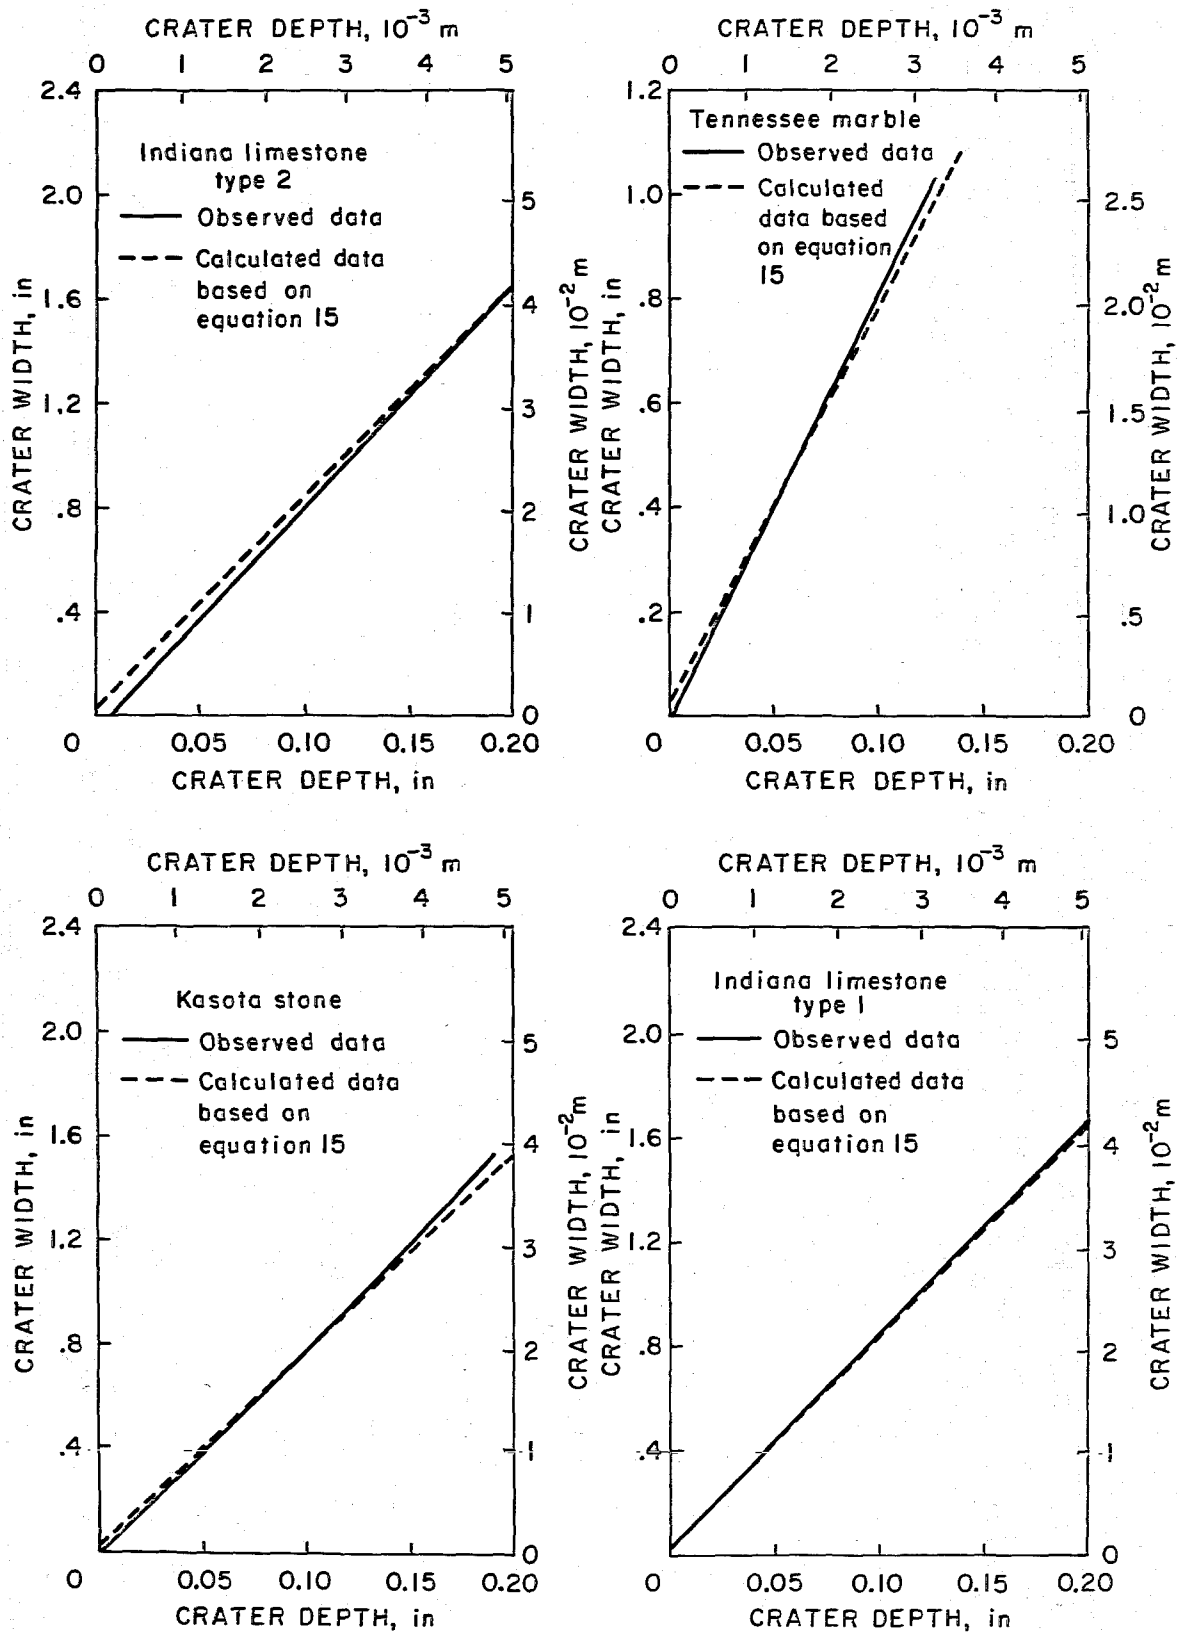 CRATER DEPTH, 10⁻³ m
0 1 2 3 4 5
2.4
2.0
1.6
1.2
.8
.4
CRATER WIDTH, in
Indiana limestone
type 2
Observed data
Calculated data
based on
equation 15
5
4
3
2
1
0
CRATER WIDTH, 10⁻² m
0 0.05 0.10 0.15 0.20
CRATER DEPTH, in
CRATER DEPTH, 10⁻³ m
0 1 2 3 4 5
1.2
1.0
.8
.6
.4
.2
CRATER WIDTH, in
Tennessee marble
Observed data
Calculated
data based
on equation
15
2.5
2.0
1.5
1.0
.5
0
CRATER WIDTH, 10⁻² m
0 0.05 0.10 0.15 0.20
CRATER DEPTH, in
CRATER DEPTH, 10⁻³ m
0 1 2 3 4 5
2.4
2.0
1.6
1.2
.8
.4
CRATER WIDTH, in
Kasota stone
Observed data
Calculated data
based on
equation 15
5
4
3
2
1
0
CRATER WIDTH, 10⁻² m
0 0.05 0.10 0.15 0.20
CRATER DEPTH, in
CRATER DEPTH, 10⁻³ m
0 1 2 3 4 5
2.4
2.0
1.6
1.2
.8
.4
CRATER WIDTH, in
Indiana limestone
type 1
Observed data
Calculated data
based on
equation 15
5
4
3
2
1
0
CRATER WIDTH, 10⁻² m
0 0.05 0.10 0.15 0.20
CRATER DEPTH, in